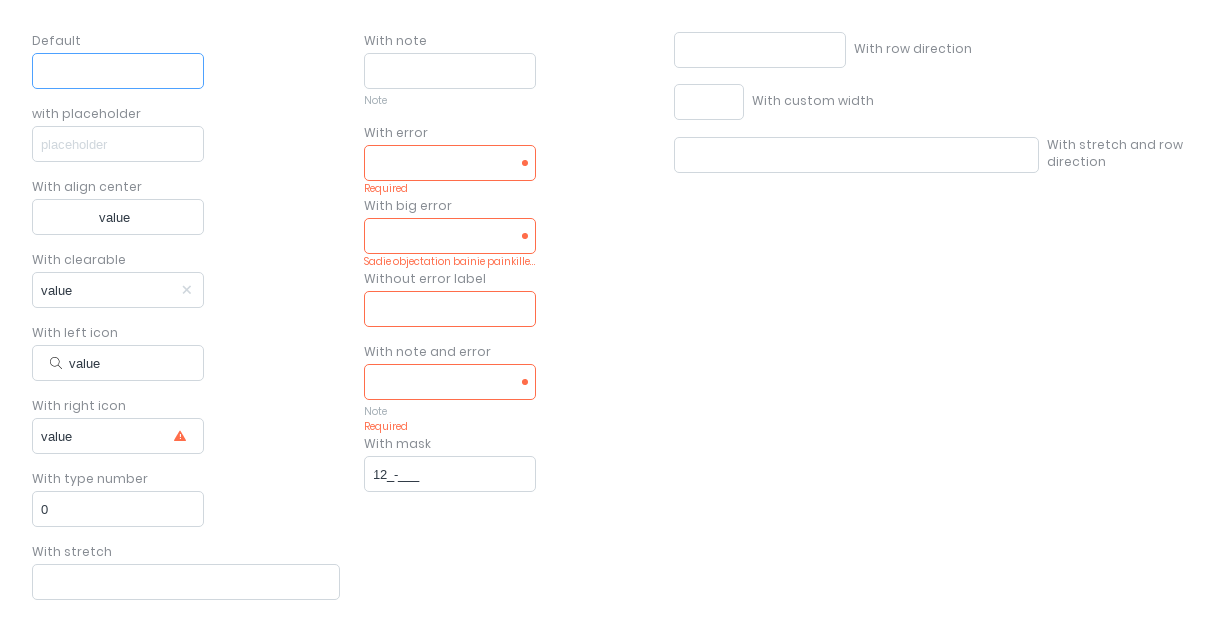 Default
with placeholder
placeholder
With align center
value
With clearable
value
With left icon
value
With right icon
value
With type number
0
With stretch
With note
Note
With error
Required
With big error
Sadie objectation bainie painkille...
Without error label
With note and error
Note
Required
With mask
12_-___
With row direction
With custom width
With stretch and row
direction